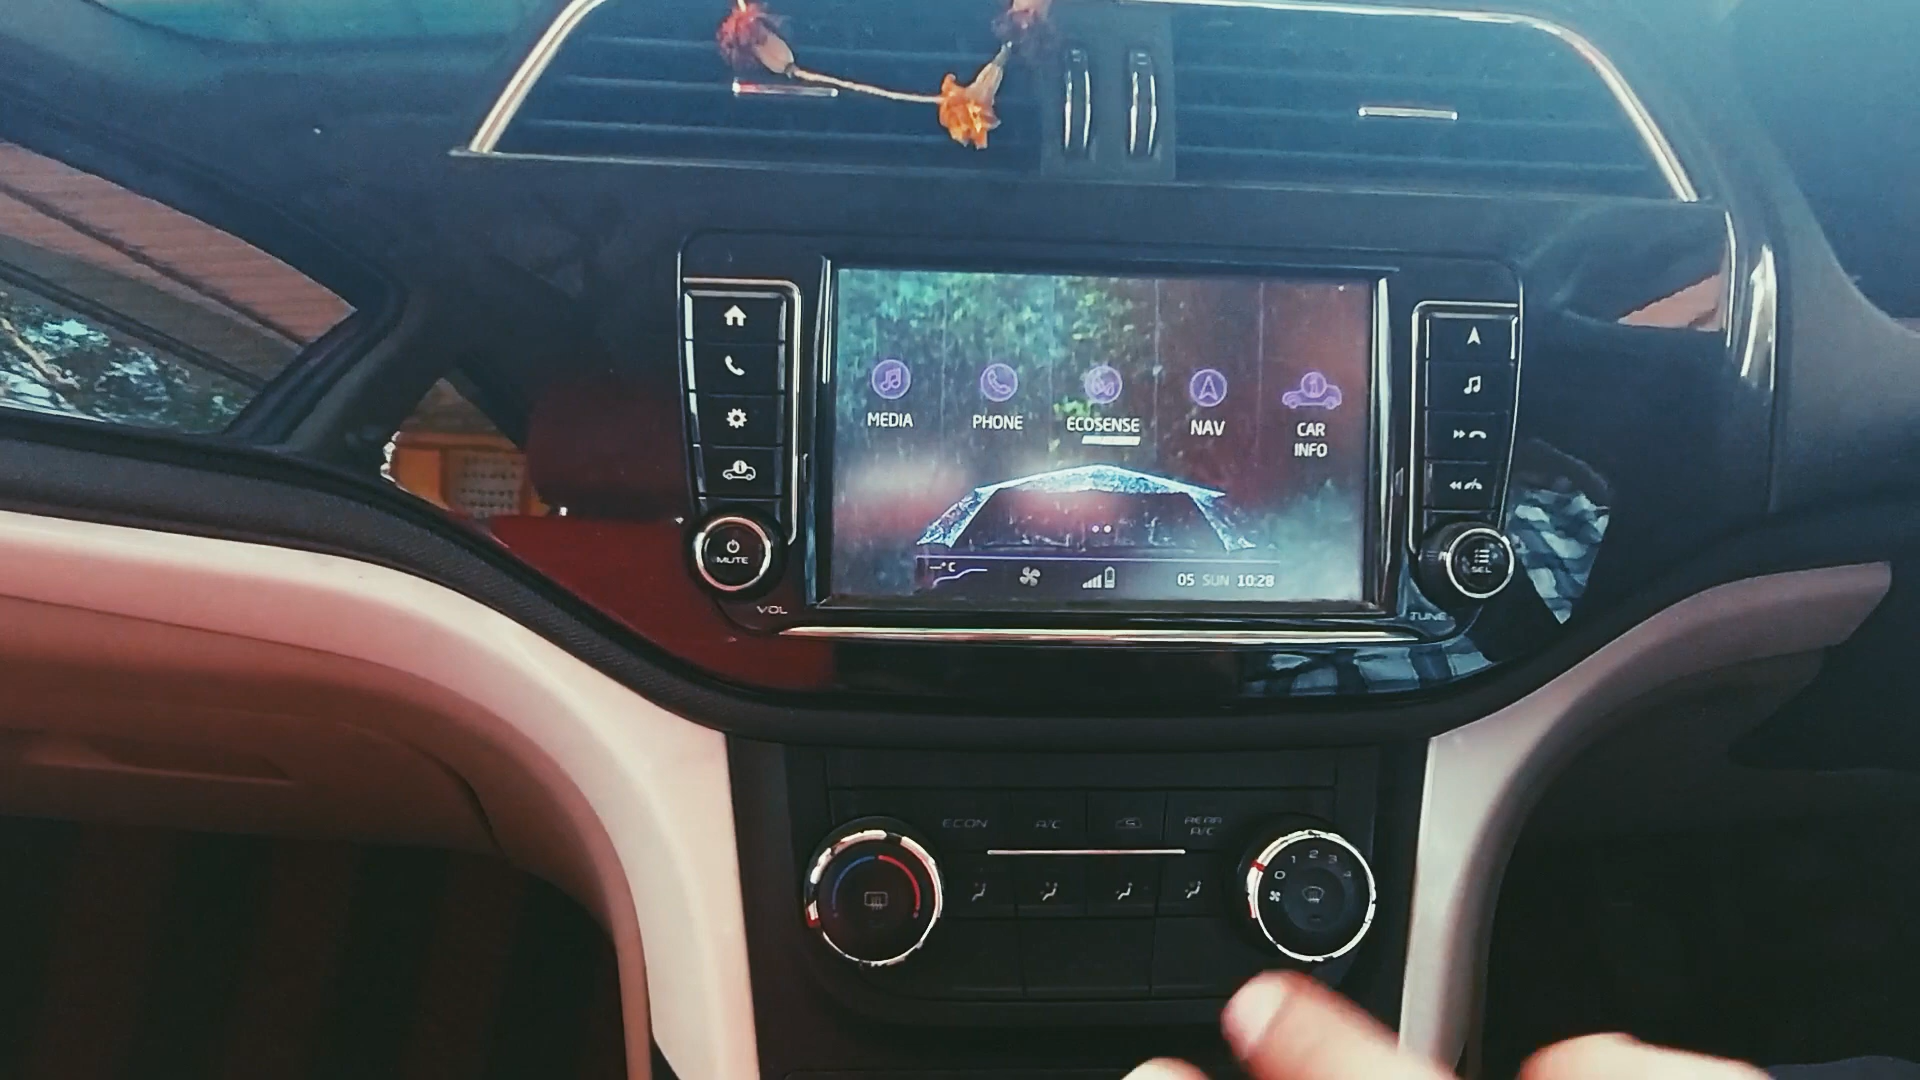 MEDIA
PHONE
ECOSENSE
NAV
CAR
INFO
--°C
05 SUN 10:28
MUTE
VOL
SEL
TUNE
ECON
A/C
REAR
A/C
0 1 2 3 4